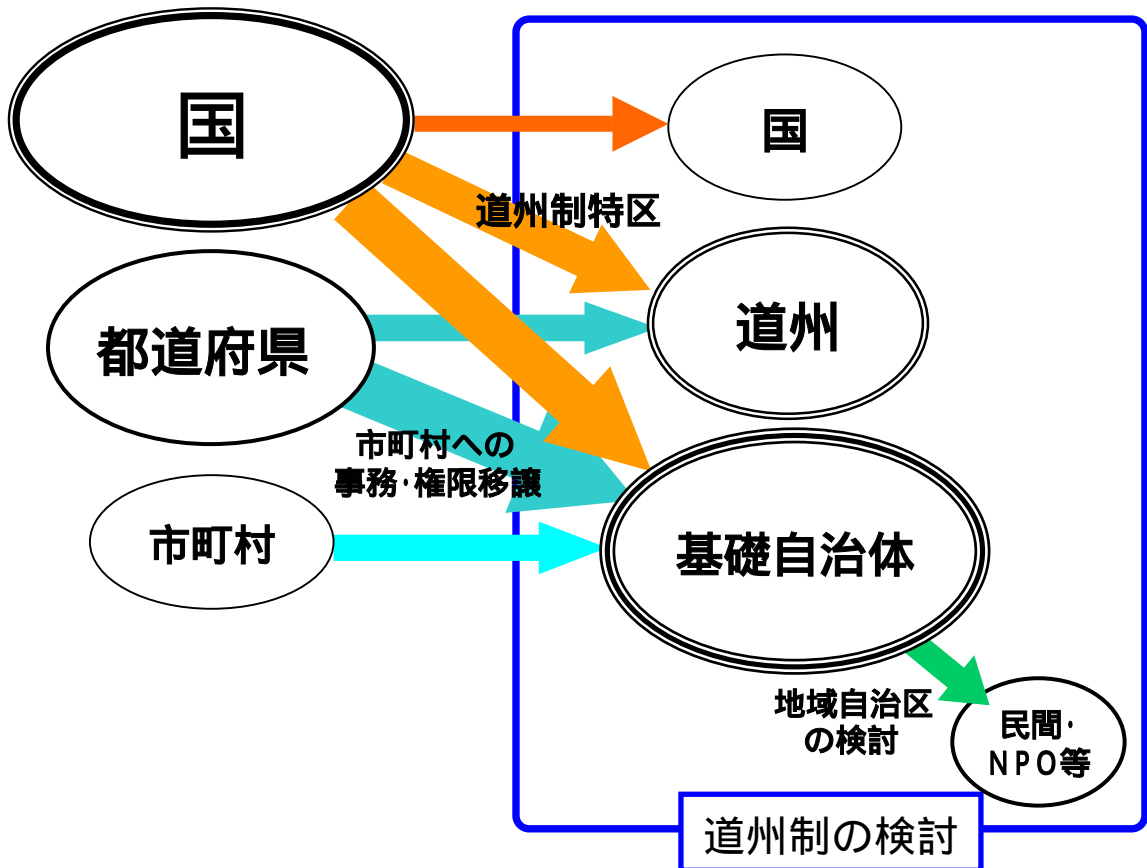 国
国
道州制特区
都道府県
道州
市町村への
事務・権限移譲
市町村
基礎自治体
地域自治区
の検討
民間・
ＮＰＯ等
道州制の検討